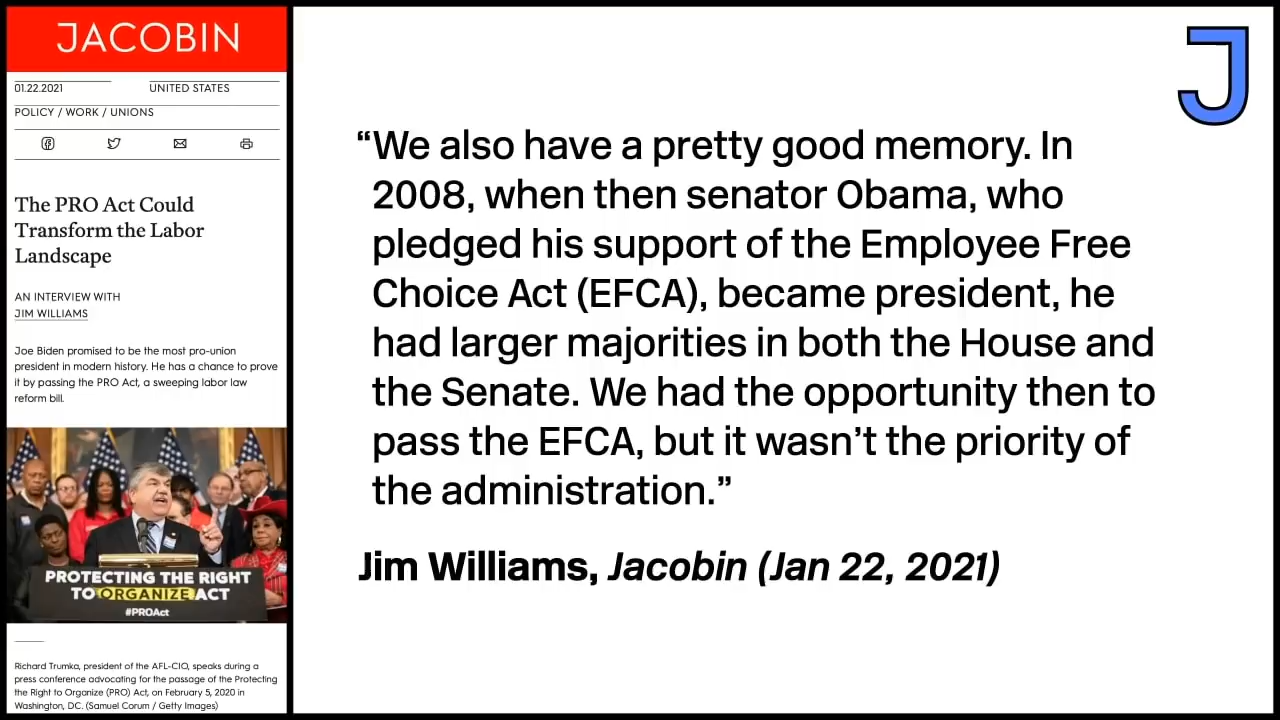 JACOBIN
01.22.2021
UNITED STATES
POLICY / WORK / UNIONS
The PRO Act Could
Transform the Labor
Landscape
AN INTERVIEW WITH
JIM WILLIAMS
Joe Biden promised to be the most pro-union
president in modern history. He has a chance to prove
it by passing the PRO Act, a sweeping labor law
reform bill.
PROTECTING THE RIGHT
TO ORGANIZE ACT
#PROAct
Richard Trumka, president of the AFL-CIO, speaks during a
press conference advocating for the passage of the Protecting
the Right to Organize (PRO) Act, on February 5, 2020 in
Washington, DC. (Samuel Corum / Getty Images)
J
“We also have a pretty good memory. In
2008, when then senator Obama, who
pledged his support of the Employee Free
Choice Act (EFCA), became president, he
had larger majorities in both the House and
the Senate. We had the opportunity then to
pass the EFCA, but it wasn’t the priority of
the administration.”
Jim Williams, Jacobin (Jan 22, 2021)